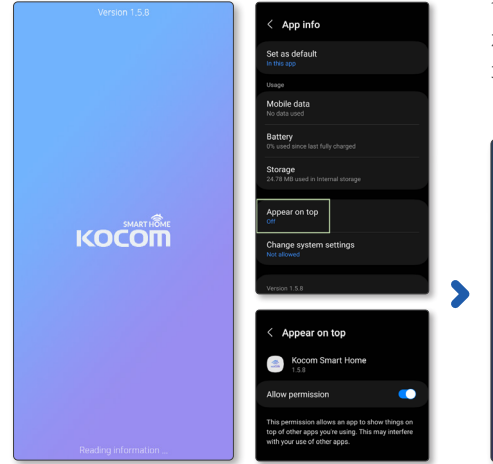 Version 1.5.8
SMART HOME
KOCOM
Reading information ...
App info
Set as default
In this app
Usage
Mobile data
No data used
Battery
0% used since last fully charged
Storage
24.78 MB used in Internal storage
Appear on top
Off
Change system settings
Not allowed
Version 1.5.8
Appear on top
Kocom Smart Home
1.5.8
Allow permission
This permission allows an app to show things on
top of other apps you're using. This may interfere
with your use of other apps.